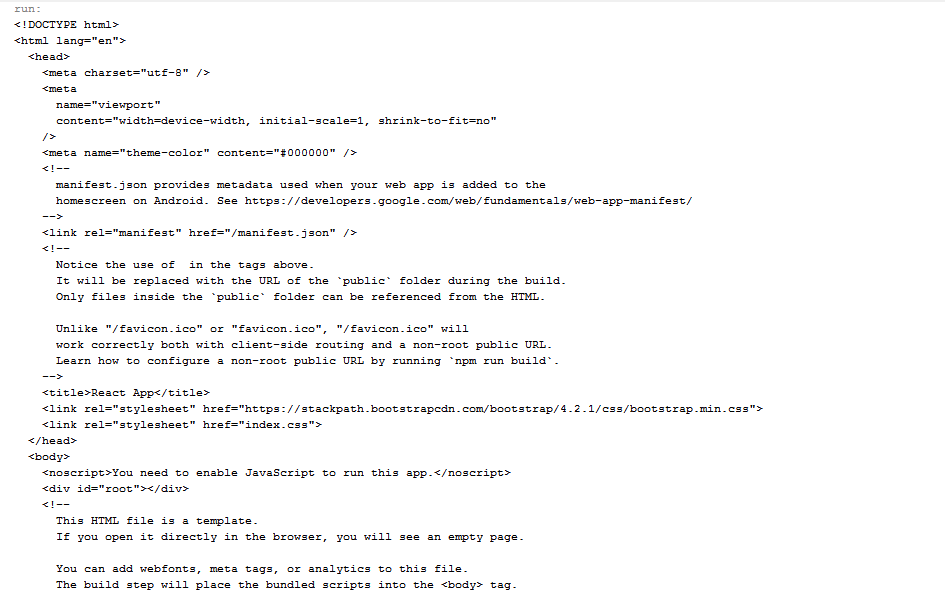 run:
<!DOCTYPE html>
<html lang="en">
<head>
<meta charset="utf-8" />
<meta
name="viewport"
content="width=device-width, initial-scale=1, shrink-to-fit=no"
/>
<meta name="theme-color" content="#000000" />
<!--
manifest.json provides metadata used when your web app is added to the
homescreen on Android. See https://developers.google.com/web/fundamentals/web-app-manifest/
-->
<link rel="manifest" href="/manifest.json" />
<!--
Notice the use of  in the tags above.
It will be replaced with the URL of the `public` folder during the build.
Only files inside the `public` folder can be referenced from the HTML.

Unlike "/favicon.ico" or "favicon.ico", "/favicon.ico" will
work correctly both with client-side routing and a non-root public URL.
Learn how to configure a non-root public URL by running `npm run build`.
-->
<title>React App</title>
<link rel="stylesheet" href="https://stackpath.bootstrapcdn.com/bootstrap/4.2.1/css/bootstrap.min.css">
<link rel="stylesheet" href="index.css">
</head>
<body>
<noscript>You need to enable JavaScript to run this app.</noscript>
<div id="root"></div>
<!--
This HTML file is a template.
If you open it directly in the browser, you will see an empty page.

You can add webfonts, meta tags, or analytics to this file.
The build step will place the bundled scripts into the <body> tag.